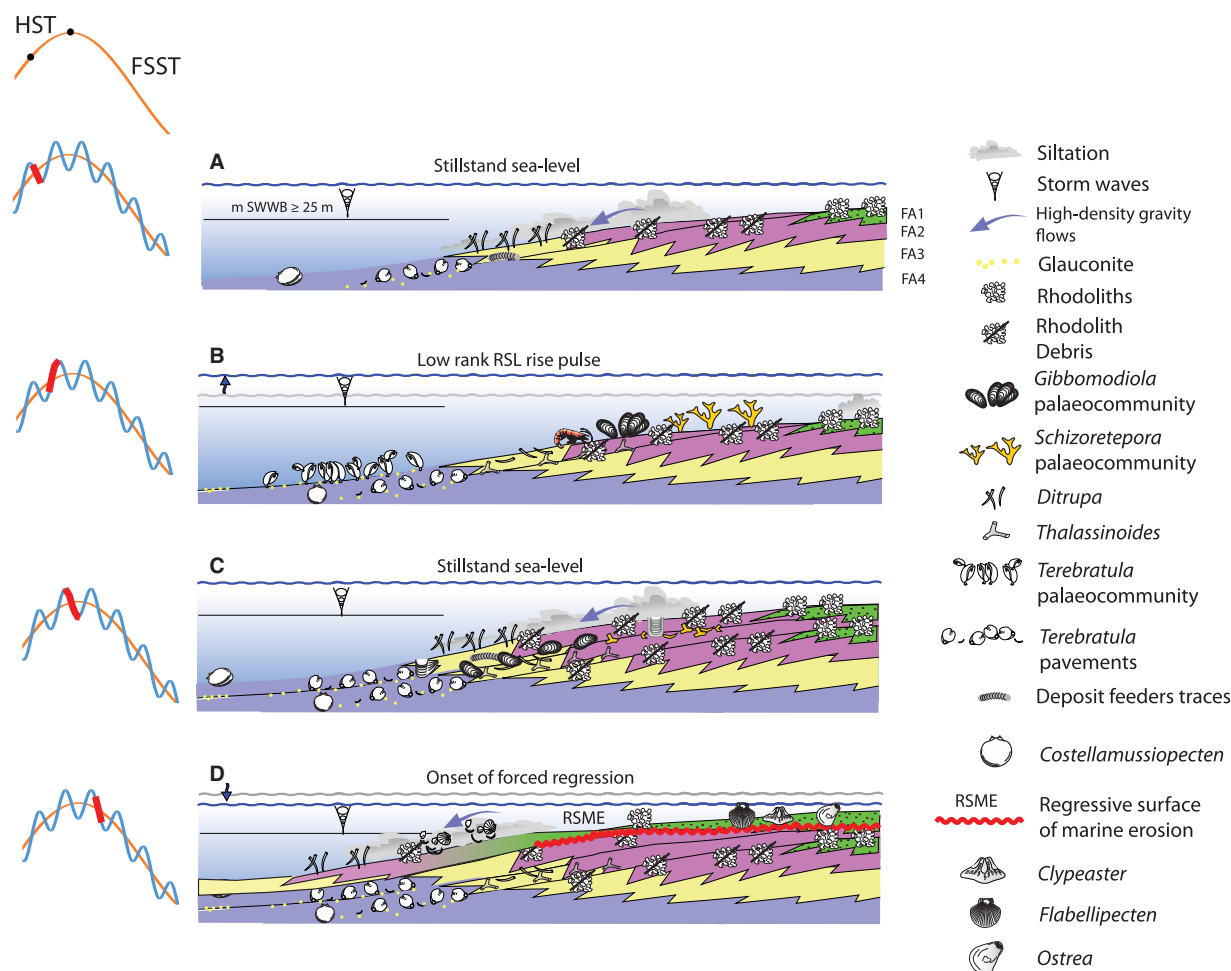 HST
FSST
A
Stillstand sea-level
m SWWB ≥ 25 m
FA1
FA2
FA3
FA4
B
Low rank RSL rise pulse
C
Stillstand sea-level
D
Onset of forced regression
RSME
Siltation
Storm waves
High-density gravity
flows
Glauconite
Rhodoliths
Rhodolith
Debris
Gibbomodiola
palaeocommunity
Schizoretepora
palaeocommunity
Ditrupa
Thalassinoides
Terebratula
palaeocommunity
Terebratula
pavements
Deposit feeders traces
Costellamussiopecten
RSME
Regressive surface
of marine erosion
Clypeaster
Flabellipecten
Ostrea